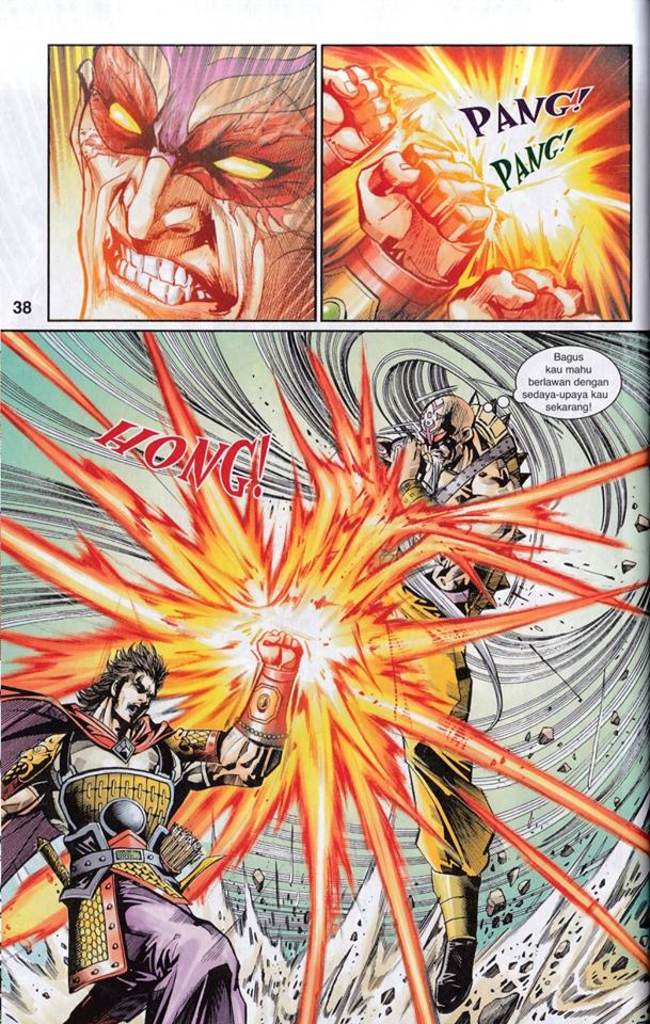 PANG!
PANG!
38
Bagus
kau mahu
berlawan dengan
sedaya-upaya kau
sekarang!
HONG!